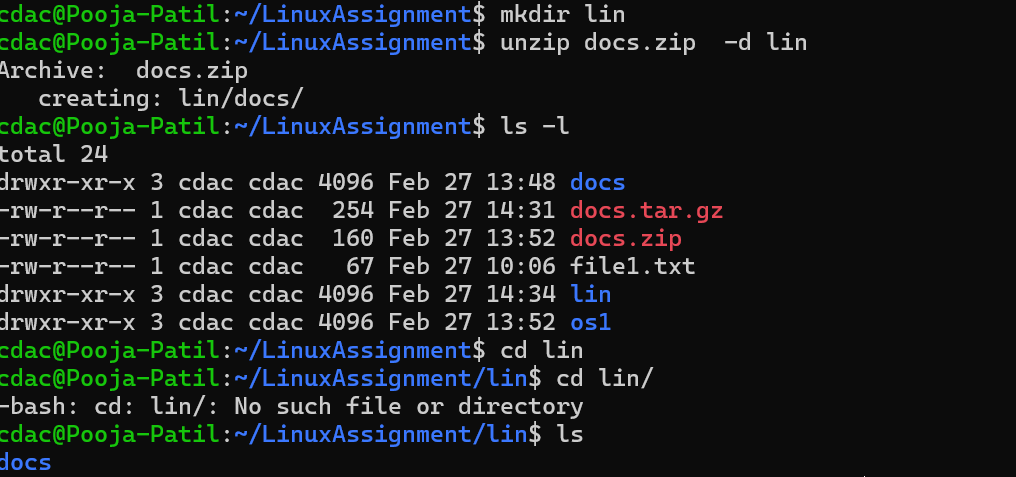 cdac@Pooja-Patil:~/LinuxAssignment$ mkdir lin
cdac@Pooja-Patil:~/LinuxAssignment$ unzip docs.zip  -d lin
Archive:  docs.zip
   creating: lin/docs/
cdac@Pooja-Patil:~/LinuxAssignment$ ls -l
total 24
drwxr-xr-x 3 cdac cdac 4096 Feb 27 13:48 docs
-rw-r--r-- 1 cdac cdac  254 Feb 27 14:31 docs.tar.gz
-rw-r--r-- 1 cdac cdac  160 Feb 27 13:52 docs.zip
-rw-r--r-- 1 cdac cdac   67 Feb 27 10:06 file1.txt
drwxr-xr-x 3 cdac cdac 4096 Feb 27 14:34 lin
drwxr-xr-x 3 cdac cdac 4096 Feb 27 13:52 os1
cdac@Pooja-Patil:~/LinuxAssignment$ cd lin
cdac@Pooja-Patil:~/LinuxAssignment/lin$ cd lin/
-bash: cd: lin/: No such file or directory
cdac@Pooja-Patil:~/LinuxAssignment/lin$ ls
docs